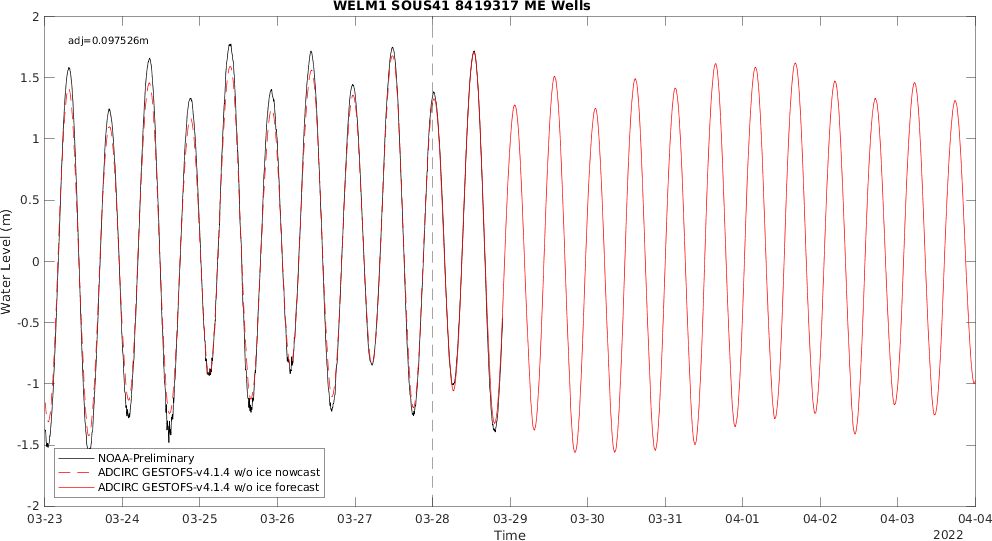 WELM1 SOUS41 8419317 ME Wells
adj=0.097526m
2
1.5
1
0.5
0
-0.5
-1
-1.5
-2
Water Level (m)
NOAA-Preliminary
ADCIRC GESTOFS-v4.1.4 w/o ice nowcast
ADCIRC GESTOFS-v4.1.4 w/o ice forecast
03-23 03-24 03-25 03-26 03-27 03-28 03-29 03-30 03-31 04-01 04-02 04-03 04-04
Time
2022